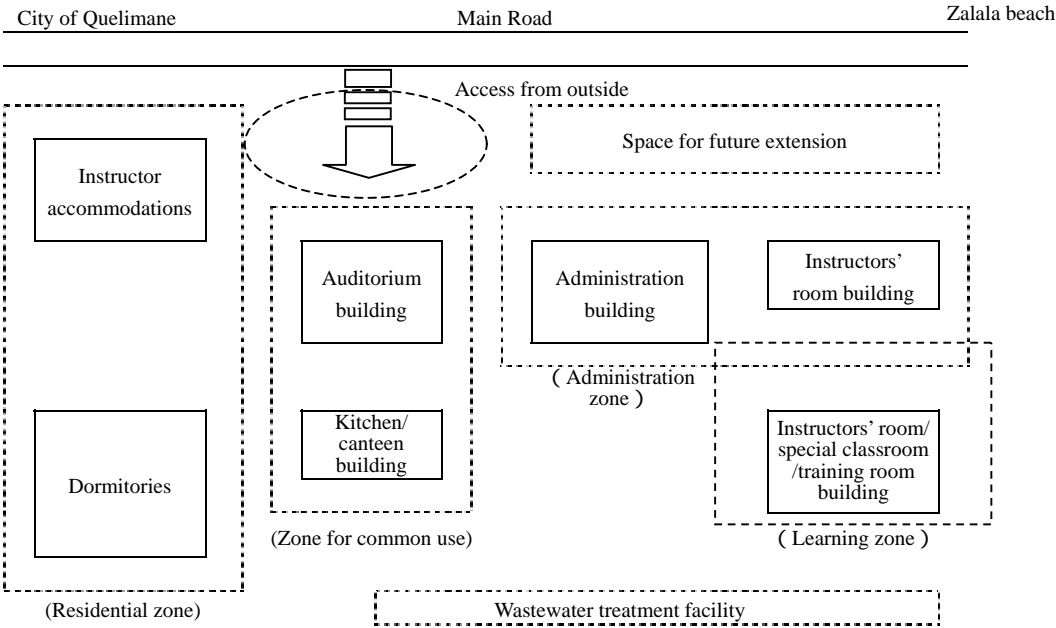 City of Quelimane
Main Road
Zalala beach
Access from outside
Space for future extension
Instructor
accommodations
Auditorium
building
Administration
building
Instructors’
room building
( Administration
zone )
Kitchen/
canteen
building
Instructors’ room/
special classroom
/training room
building
Dormitories
(Zone for common use)
( Learning zone )
(Residential zone)
Wastewater treatment facility